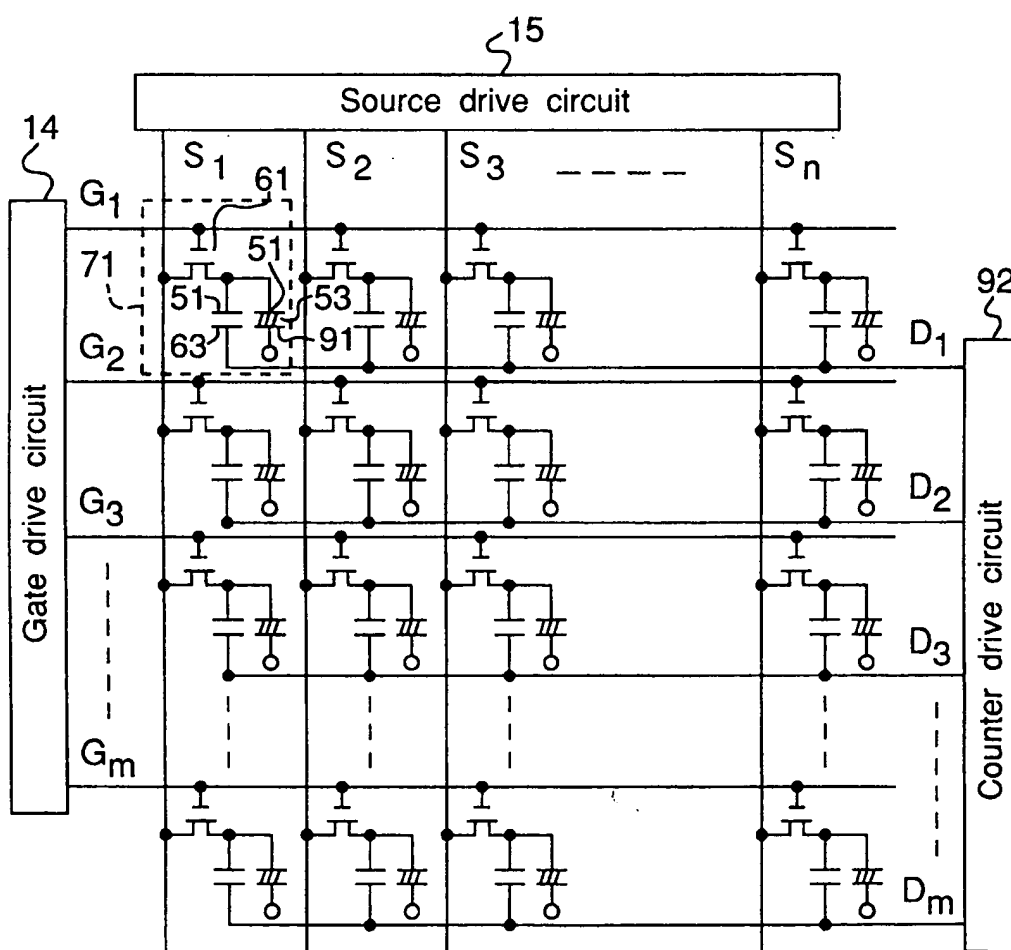 15
Source drive circuit
14
S1 S2 S3 Sn
61
G1
71
51
51
53
63
91
92
G2
D1
Gate drive circuit
G3
D2
D3
Counter drive circuit
Gm
Dm